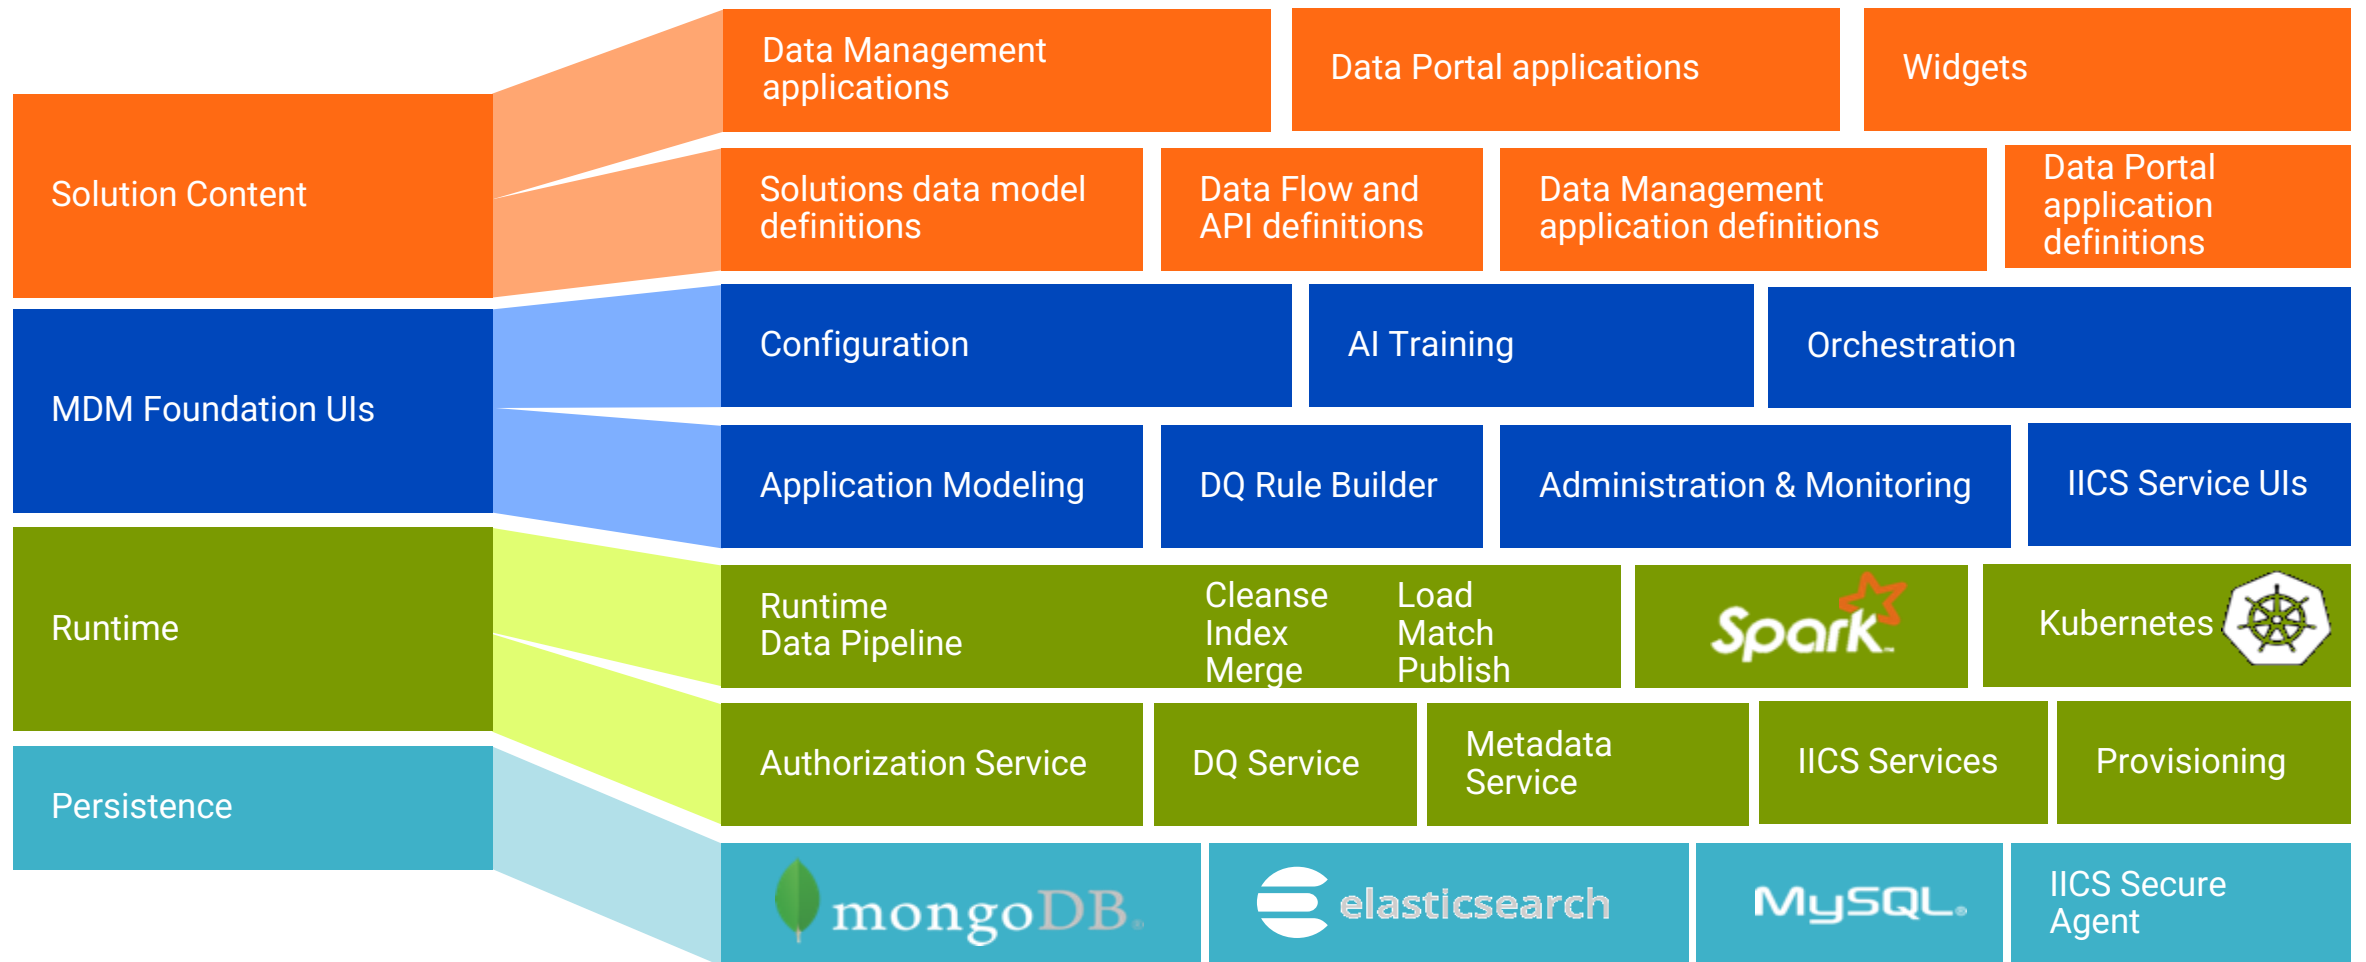 Data Management
applications
Data Portal applications
Widgets
Solution Content
Solutions data model
definitions
Data Flow and
API definitions
Data Management
application definitions
Data Portal
application
definitions
Configuration
AI Training
Orchestration
MDM Foundation UIs
Application Modeling
DQ Rule Builder
Administration & Monitoring
IICS Service UIs
Runtime
Runtime
Data Pipeline
Cleanse
Index
Merge
Load
Match
Publish
Spark™
Kubernetes
Authorization Service
DQ Service
Metadata
Service
IICS Services
Provisioning
Persistence
mongoDB®
elasticsearch
MySQL®
IICS Secure
Agent